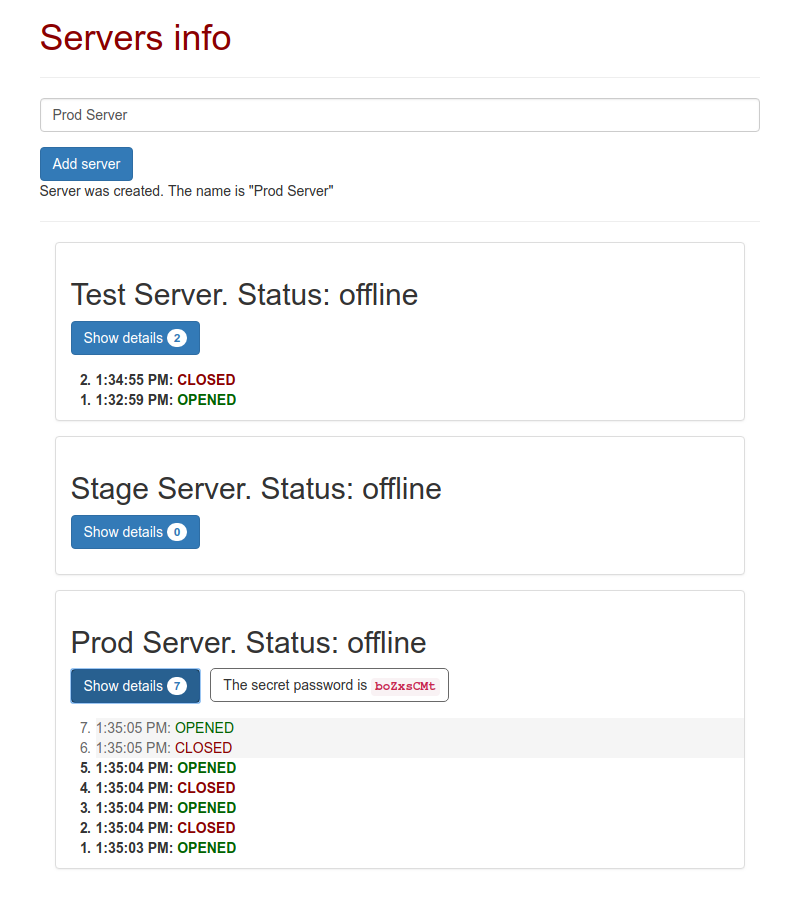 Servers info
Prod Server
Add server
Server was created. The name is "Prod Server"
Test Server. Status: offline
Show details 2
2. 1:34:55 PM: CLOSED
1. 1:32:59 PM: OPENED
Stage Server. Status: offline
Show details 0
Prod Server. Status: offline
Show details 7 The secret password is boZxsCMt
7. 1:35:05 PM: OPENED
6. 1:35:05 PM: CLOSED
5. 1:35:04 PM: OPENED
4. 1:35:04 PM: CLOSED
3. 1:35:04 PM: OPENED
2. 1:35:04 PM: CLOSED
1. 1:35:03 PM: OPENED